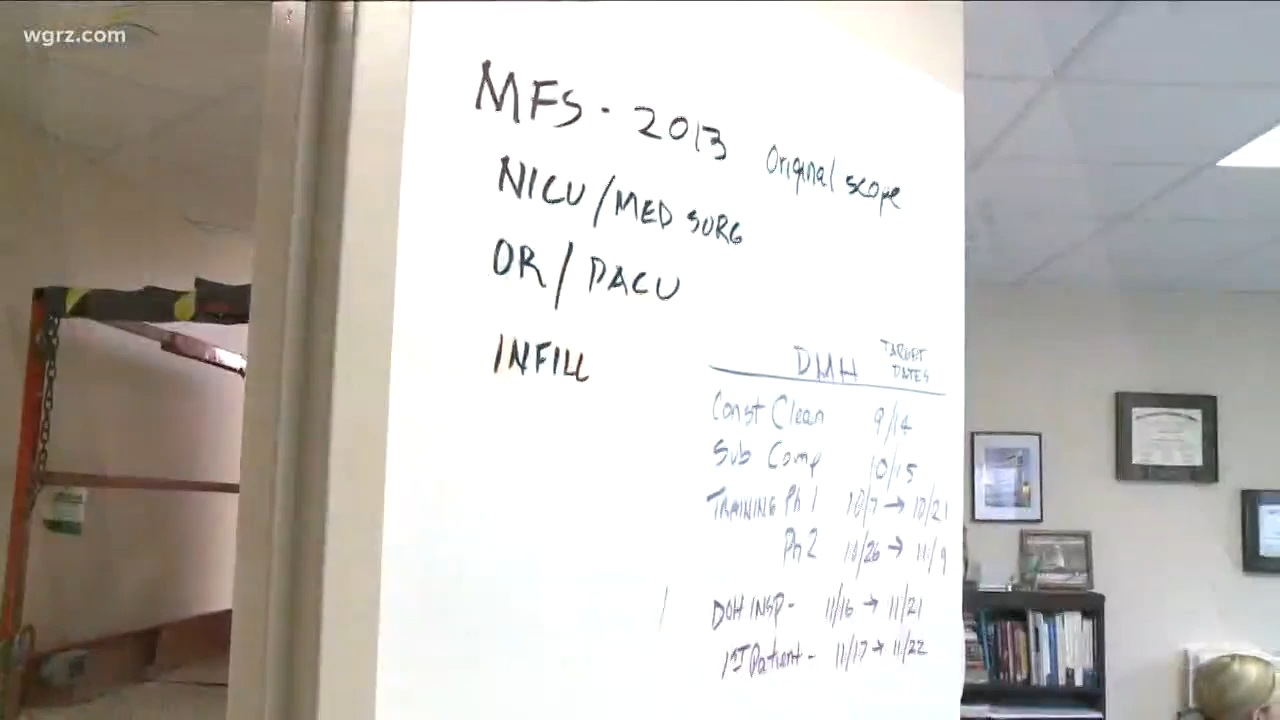 wgrz.com
MFS - 2013 Original scope
NICU/MED SURG
OR/PACU
INFILL
DMH TARGET DATES
Const Clean 9/14
Sub Comp 10/15
TRAINING Ph 1 10/7 → 10/21
Ph 2 10/26 → 11/9
DOH INSP- 11/16 → 11/21
1ST Patient - 11/17 → 11/22